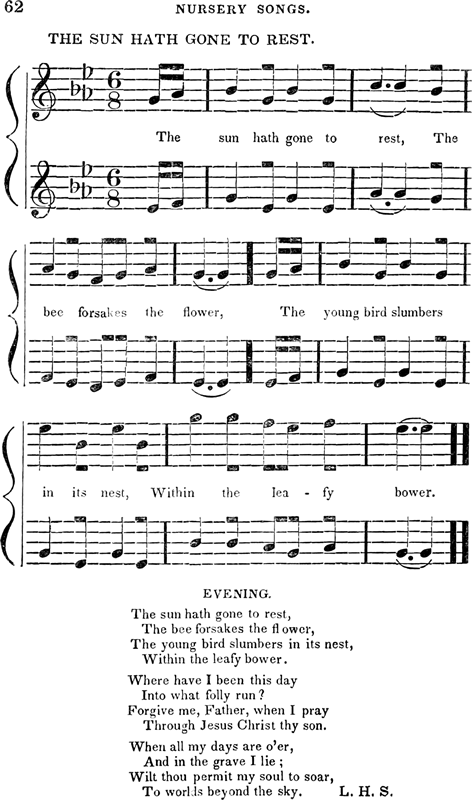 62 NURSERY SONGS.
THE SUN HATH GONE TO REST.
6
8
The sun hath gone to rest, The
6
8
bee forsakes the flower, The young bird slumbers
in its nest, Within the lea - fy bower.
EVENING.
The sun hath gone to rest,
The bee forsakes the flower,
The young bird slumbers in its nest,
Within the leafy bower.
Where have I been this day
Into what folly run?
Forgive me, Father, when I pray
Through Jesus Christ thy son.
When all my days are o'er,
And in the grave I lie;
Wilt thou permit my soul to soar,
To worlds beyond the sky. L. H. S.